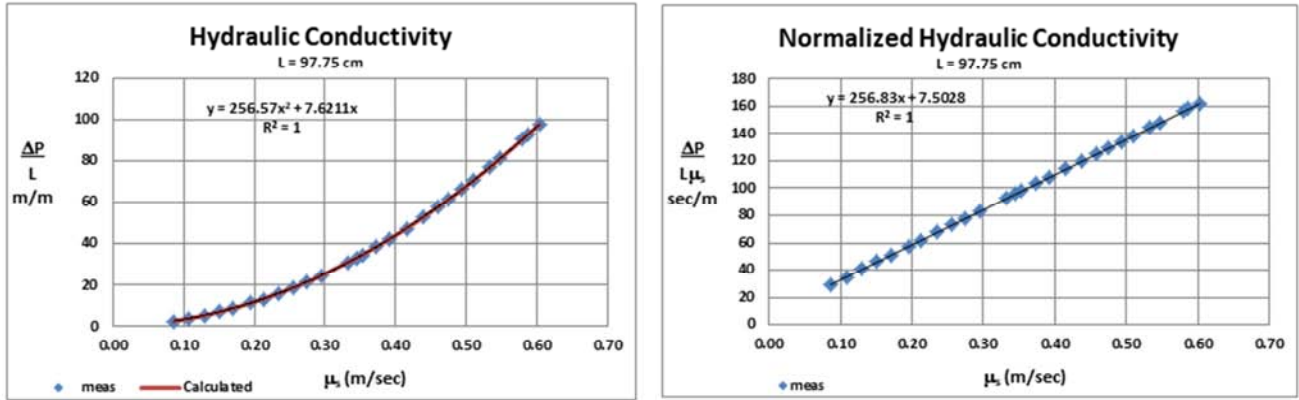 Hydraulic Conductivity
L = 97.75 cm
y = 256.57x² + 7.6211x
R² = 1
ΔP
L
m/m
120
100
80
60
40
20
0
0.00 0.10 0.20 0.30 0.40 0.50 0.60 0.70
μs (m/sec)
meas Calculated
Normalized Hydraulic Conductivity
L = 97.75 cm
y = 256.83x + 7.5028
R² = 1
ΔP
Lμs
sec/m
180
160
140
120
100
80
60
40
20
0
0.00 0.10 0.20 0.30 0.40 0.50 0.60 0.70
μs (m/sec)
meas